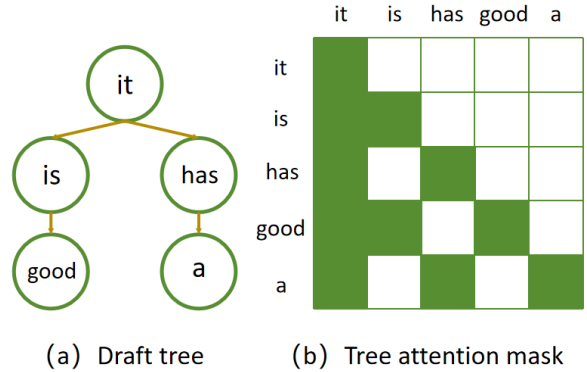 it
is has
good a
(a) Draft tree
it is has good a
it
is
has
good
a
(b) Tree attention mask